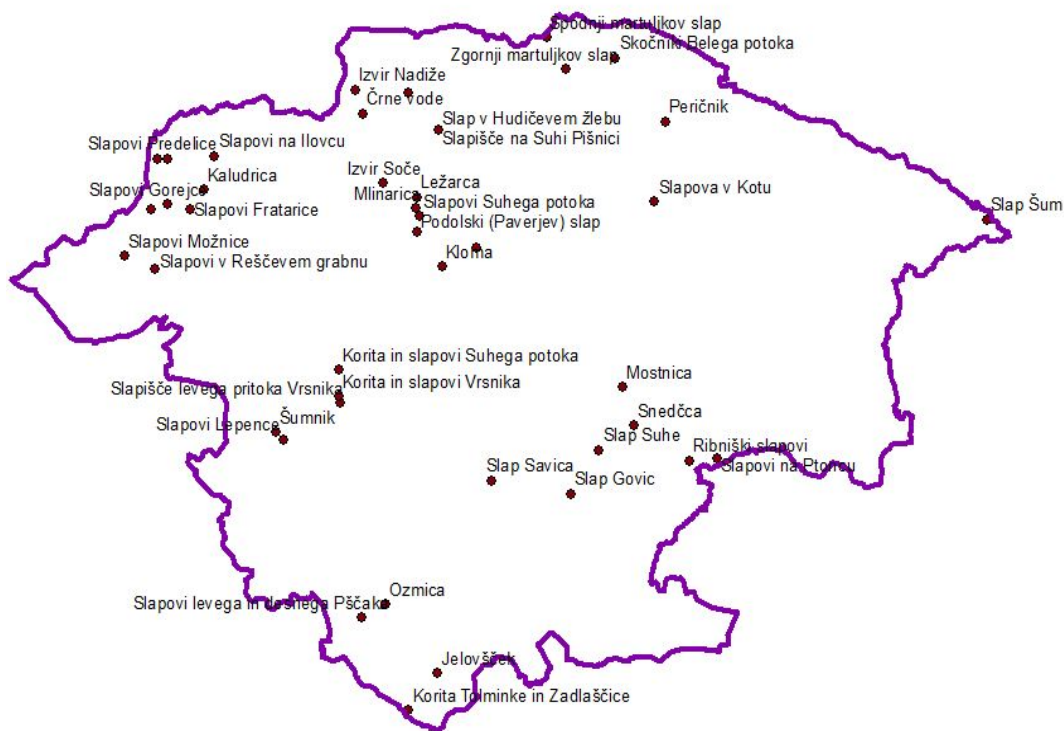 Spodnji martuljkov slap
Skočniki Belega potoka
Zgornji martuljkov slap
Izvir Nadiže
Črne vode
Slap v Hudičevem žlebu
Peričnik
Slapišče na Suhi Pišnici
Slapovi Predelice
Slapovi na Ilovcu
Izvir Soče
Kaludrica
Ležarca
Mlinarica
Slapovi Gorejca
Slapova v Kotu
Slapovi Suhega potoka
Slapovi Fratarice
Slap Šum
Podolski (Paverjev) slap
Slapovi Možnice
Kloma
Slapovi v Reščevem grabnu
Korita in slapovi Suhega potoka
Mostnica
Korita in slapovi Vrsnika
Slapišče levega pritoka Vrsnika
Snedčca
Šumnik
Slapovi Lepence
Slap Suhe
Ribniški slapovi
Slapovi na
Slap Savica
Slap Govic
Ozmica
Slapovi levega in desnega Pščaka
Jelovšček
Korita Tolminke in Zadlaščice